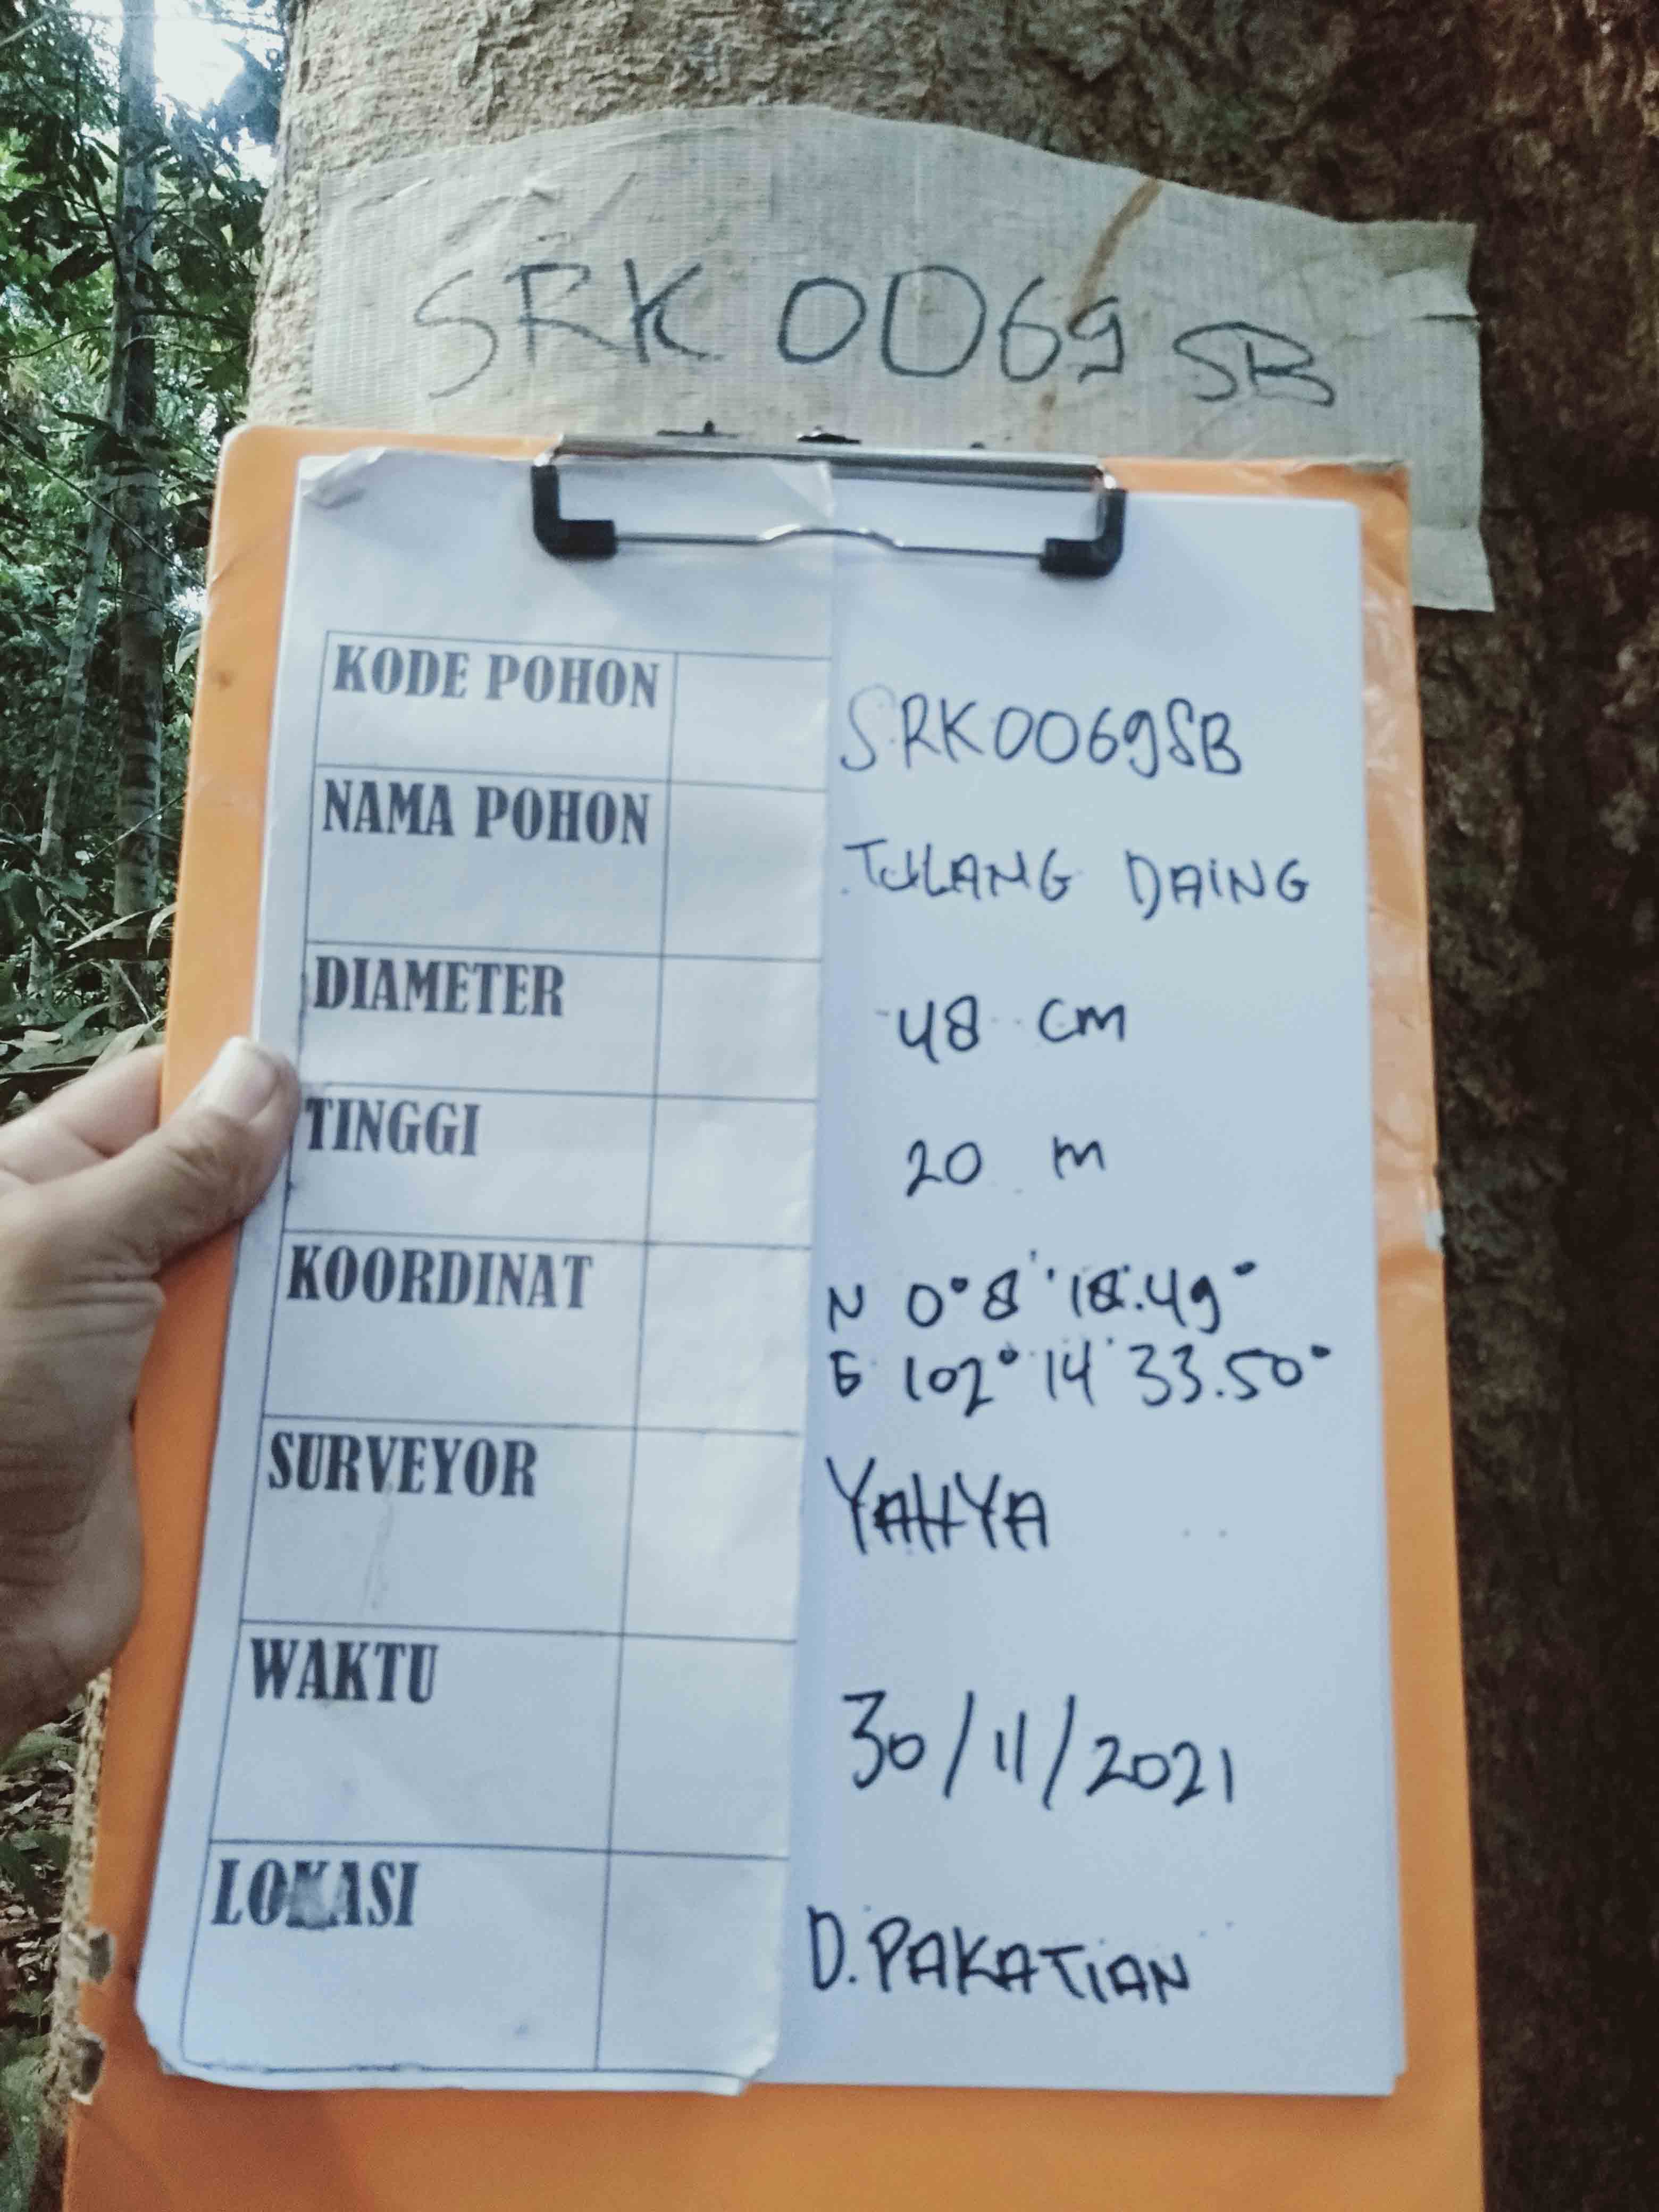 SRK 0069 SB
KODE POHON SRK0069SB
NAMA POHON TULANG DAING
DIAMETER 48 cm
TINGGI 20 m
KOORDINAT N 0°8'18.49"
E 102°14'33.50"
SURVEYOR YAHYA
WAKTU 30/11/2021
LOKASI D.PAKATIAN